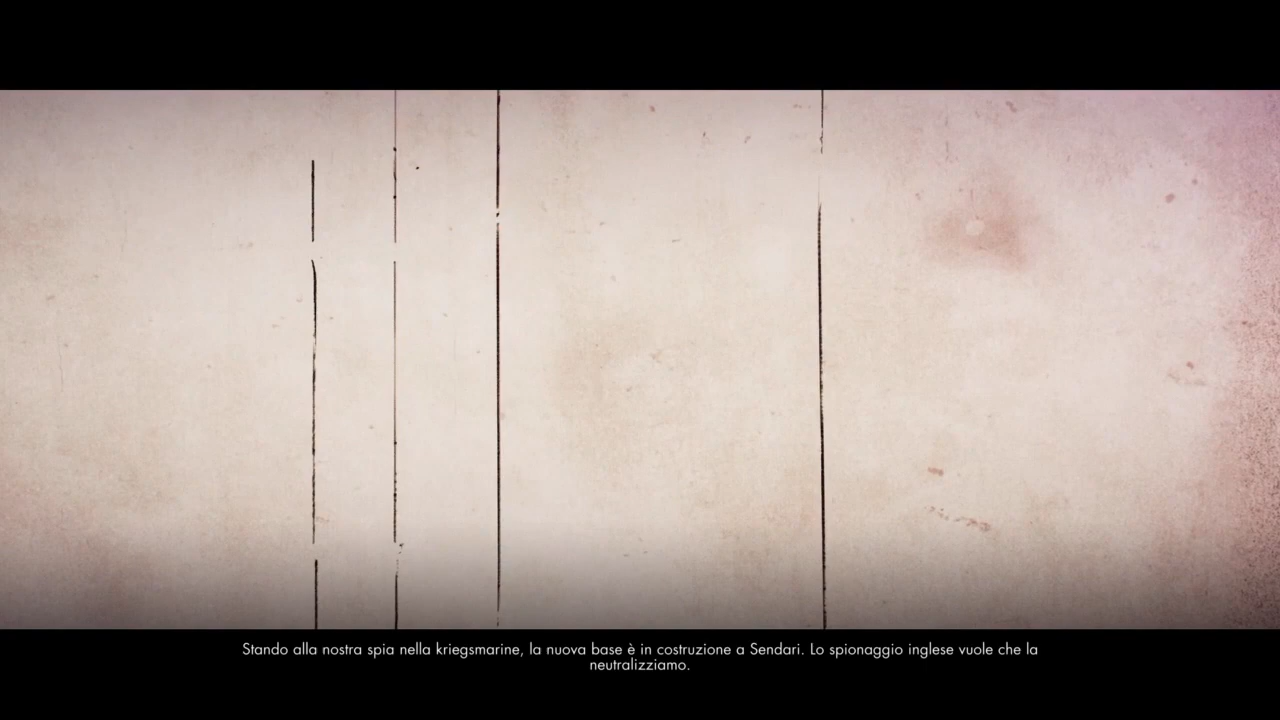 Stando alla nostra spia nella kriegsmarine, la nuova base è in costruzione a Sendari. Lo spionaggio inglese vuole che la
neutralizziamo.